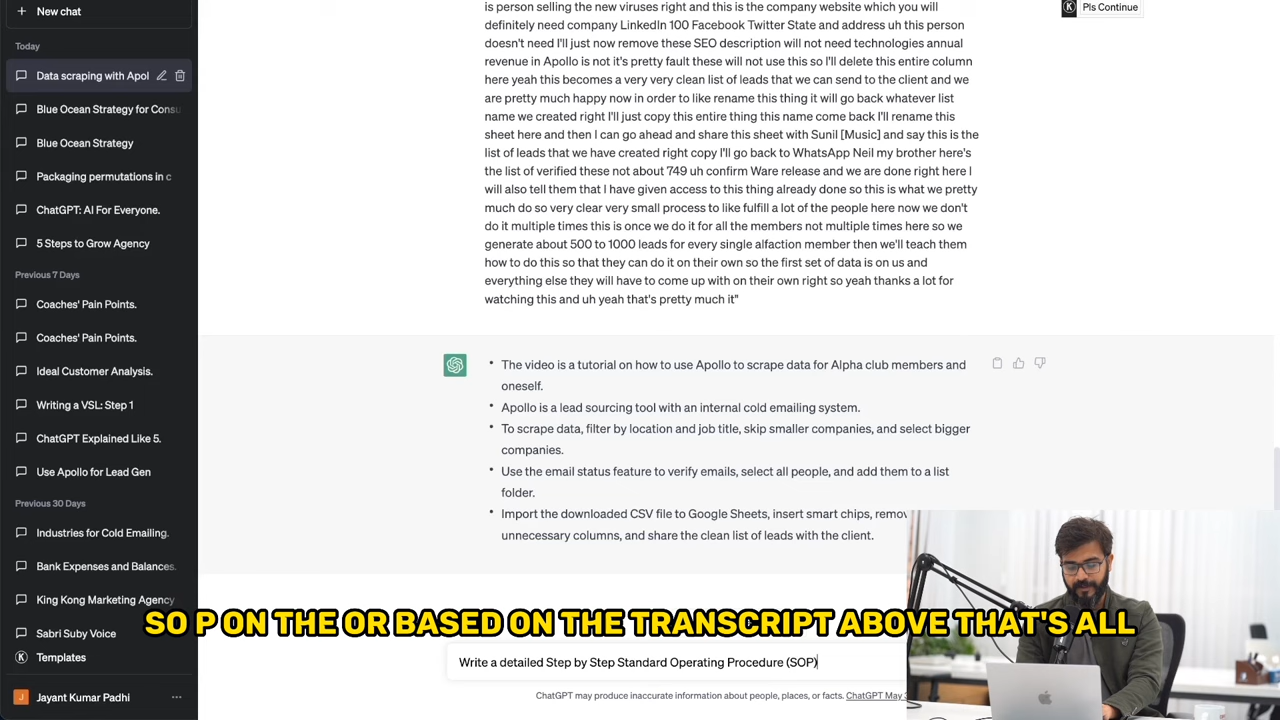 New chat
Today
Data scraping with Apol
Blue Ocean Strategy for Consu
Blue Ocean Strategy
Packaging permutations in c
ChatGPT: AI For Everyone.
5 Steps to Grow Agency
Previous 7 Days
Coaches' Pain Points.
Coaches' Pain Points.
Ideal Customer Analysis.
Writing a VSL: Step 1
ChatGPT Explained Like 5.
Use Apollo for Lead Gen
Previous 30 Days
Industries for Cold Emailing.
Bank Expenses and Balances.
King Kong Marketing Agency
Sabri Suby Voice
Templates
Jayant Kumar Padhi
is person selling the new viruses right and this is the company website which you will
definitely need company LinkedIn 100 Facebook Twitter State and address uh this person
doesn't need I'll just now remove these SEO description will not need technologies annual
revenue in Apollo is not it's pretty fault these will not use this so I'll delete this entire column
here yeah this becomes a very very clean list of leads that we can send to the client and we
are pretty much happy now in order to like rename this thing it will go back whatever list
name we created right I'll just copy this entire thing this name come back I'll rename this
sheet here and then I can go ahead and share this sheet with Sunil [Music] and say this is the
list of leads that we have created right copy I'll go back to WhatsApp Neil my brother here's
the list of verified these not about 749 uh confirm Ware release and we are done right here I
will also tell them that I have given access to this thing already done so this is what we pretty
much do so very clear very small process to like fulfill a lot of the people here now we don't
do it multiple times this is once we do it for all the members not multiple times here so we
generate about 500 to 1000 leads for every single alfaction member then we'll teach them
how to do this so that they can do it on their own so the first set of data is on us and
everything else they will have to come up with on their own right so yeah thanks a lot for
watching this and uh yeah that's pretty much it"
K Pls Continue
• The video is a tutorial on how to use Apollo to scrape data for Alpha club members and
oneself.
• Apollo is a lead sourcing tool with an internal cold emailing system.
• To scrape data, filter by location and job title, skip smaller companies, and select bigger
companies.
• Use the email status feature to verify emails, select all people, and add them to a list
folder.
• Import the downloaded CSV file to Google Sheets, insert smart chips, remov
unnecessary columns, and share the clean list of leads with the client.
SO P ON THE OR BASED ON THE TRANSCRIPT ABOVE THAT'S ALL
Write a detailed Step by Step Standard Operating Procedure (SOP)
ChatGPT may produce inaccurate information about people, places, or facts. ChatGPT May